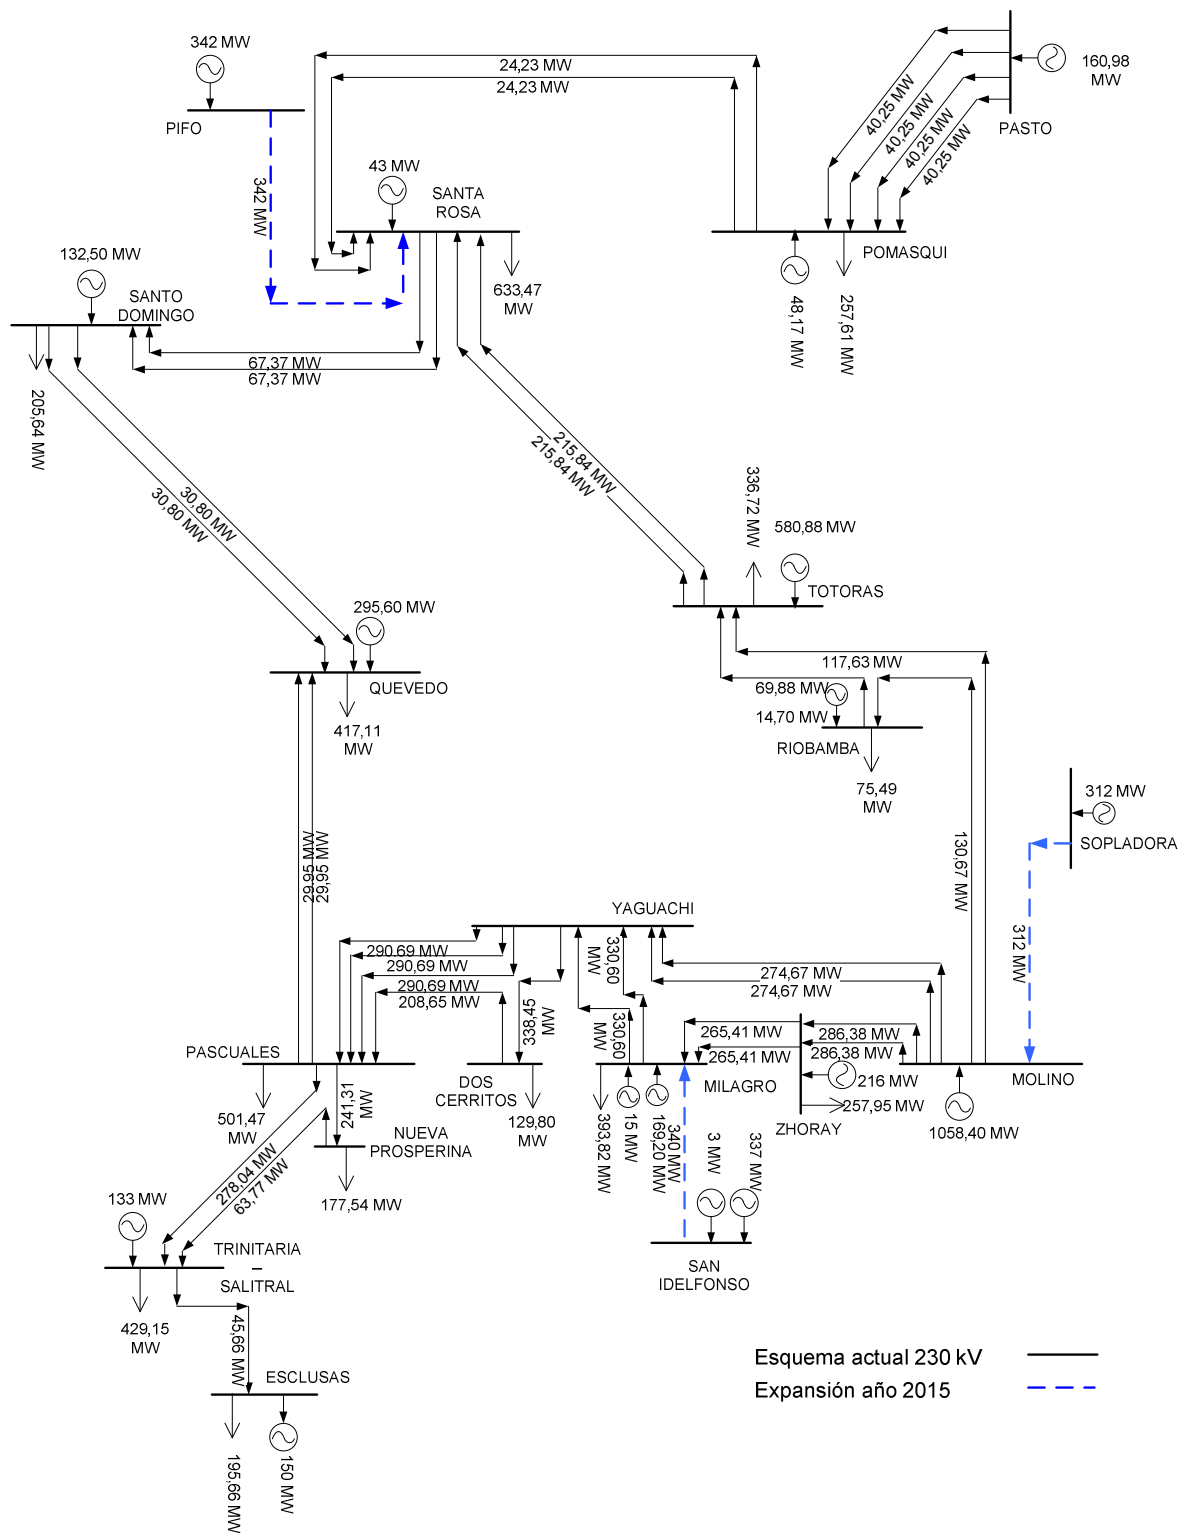 342 MW
PIFO
342 MW
24,23 MW
24,23 MW
40,25 MW
40,25 MW
40,25 MW
40,25 MW
160,98
MW
PASTO
43 MW
SANTA
ROSA
633,47
MW
POMASQUI
48,17 MW
257,61 MW
132,50 MW
SANTO
DOMINGO
67,37 MW
67,37 MW
205,64 MW
30,80 MW
30,80 MW
215,84 MW
215,84 MW
336,72 MW
580,88 MW
TOTORAS
295,60 MW
QUEVEDO
417,11
MW
117,63 MW
69,88 MW
14,70 MW
RIOBAMBA
75,49
MW
312 MW
SOPLADORA
130,67 MW
312 MW
29,95 MW
29,95 MW
YAGUACHI
290,69 MW
290,69 MW
290,69 MW
208,65 MW
338,45
MW
330,60
MW
330,60
MW
274,67 MW
274,67 MW
265,41 MW
265,41 MW
286,38 MW
286,38 MW
PASCUALES
DOS
CERRITOS
MILAGRO
216 MW
257,95 MW
ZHORAY
MOLINO
1058,40 MW
501,47
MW
241,31
MW
NUEVA
PROSPERINA
129,80
MW
393,82 MW
15 MW
169,20 MW
340 MW
3 MW
337 MW
177,54 MW
278,04 MW
63,77 MW
133 MW
TRINITARIA
–
SALITRAL
SAN
IDELFONSO
429,15
MW
45,66 MW
ESCLUSAS
195,66 MW
150 MW
Esquema actual 230 kV
Expansión año 2015